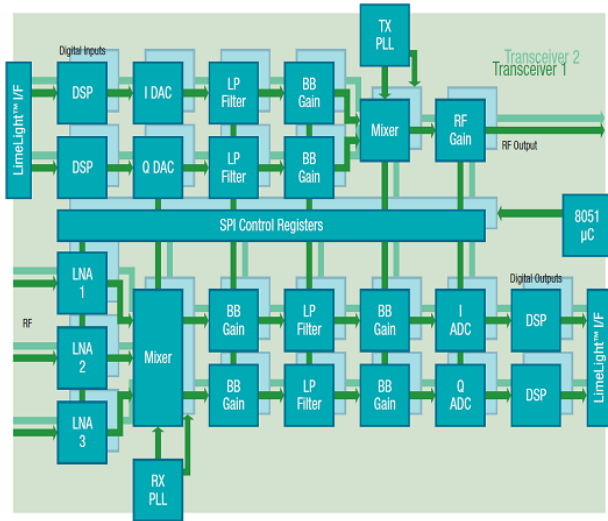 TX
PLL
Transceiver 2
Transceiver 1
Digital Inputs
LimeLight™ I/F
DSP
I DAC
LP
Filter
BB
Gain
Mixer
RF
Gain
RF Output
DSP
Q DAC
LP
Filter
BB
Gain
SPI Control Registers
8051
µC
LNA
1
RF
LNA
2
LNA
3
Mixer
BB
Gain
LP
Filter
BB
Gain
I
ADC
Digital Outputs
DSP
LimeLight™ I/F
BB
Gain
LP
Filter
BB
Gain
Q
ADC
DSP
RX
PLL